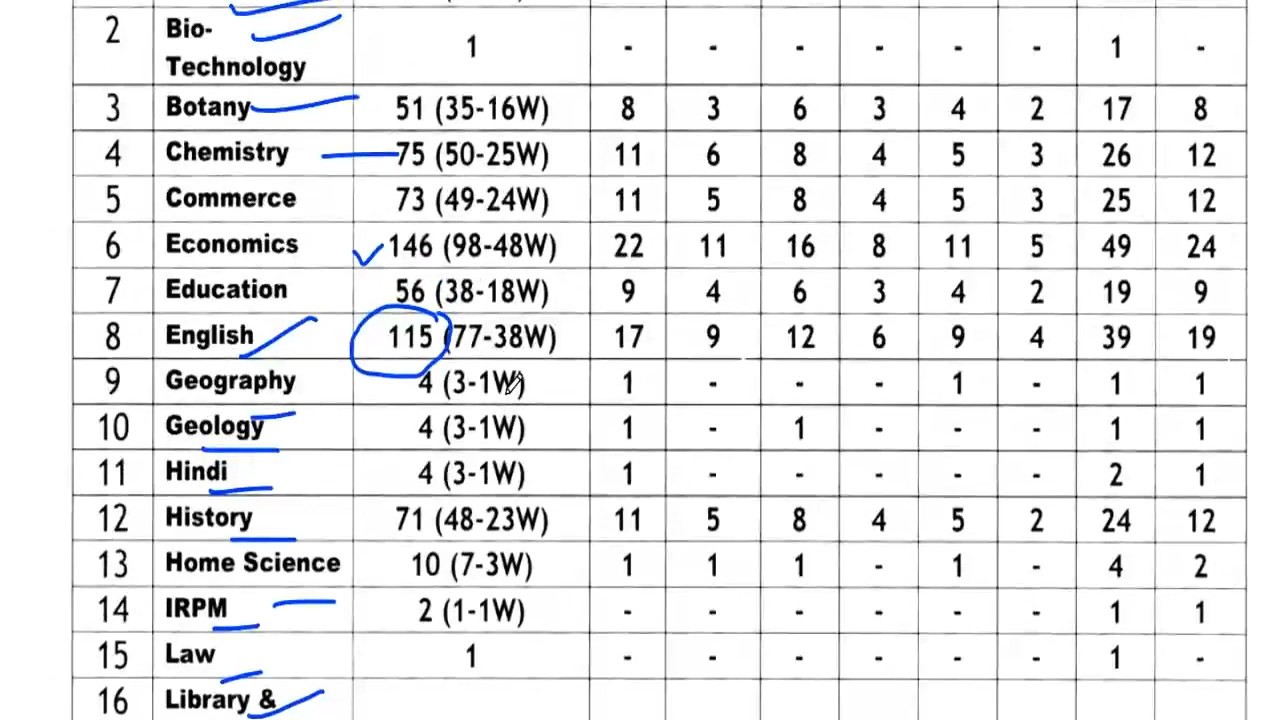 2 Bio-Technology 1 - - - - - - 1 -
3 Botany 51 (35-16W) 8 3 6 3 4 2 17 8
4 Chemistry 75 (50-25W) 11 6 8 4 5 3 26 12
5 Commerce 73 (49-24W) 11 5 8 4 5 3 25 12
6 Economics 146 (98-48W) 22 11 16 8 11 5 49 24
7 Education 56 (38-18W) 9 4 6 3 4 2 19 9
8 English 115 (77-38W) 17 9 12 6 9 4 39 19
9 Geography 4 (3-1W) 1 - - - 1 - 1 1
10 Geology 4 (3-1W) 1 - 1 - - - 1 1
11 Hindi 4 (3-1W) 1 - - - - - 2 1
12 History 71 (48-23W) 11 5 8 4 5 2 24 12
13 Home Science 10 (7-3W) 1 1 1 - 1 - 4 2
14 IRPM 2 (1-1W) - - - - - - 1 1
15 Law 1 - - - - - - 1 -
16 Library &